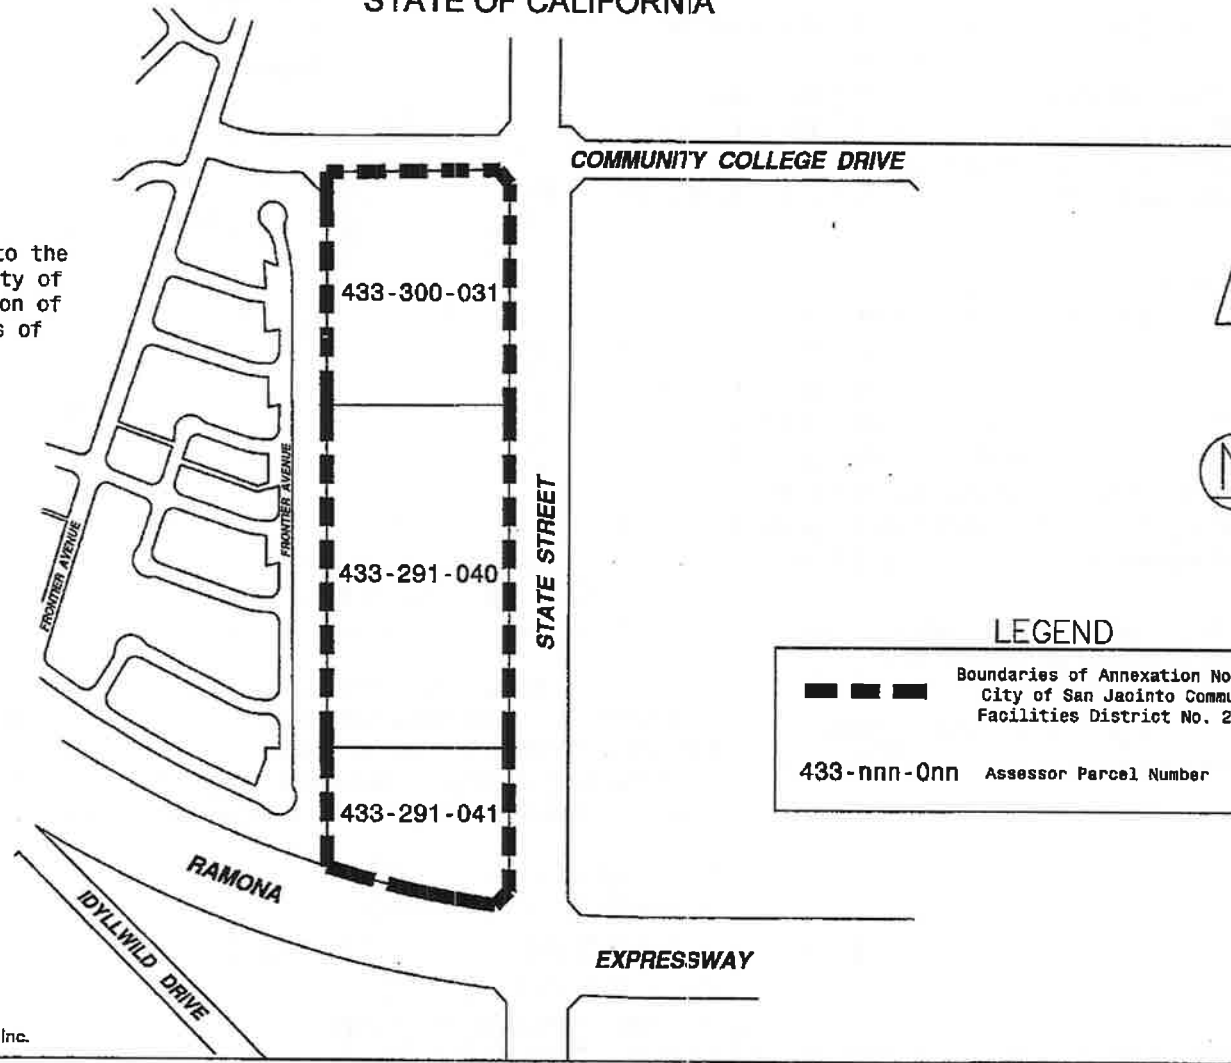 STATE OF CALIFORNIA
COMMUNITY COLLEGE DRIVE
to the
ty of
on of
s of
433-300-031
FRONTIER AVENUE
FRONTIER AVENUE
433-291-040
STATE STREET
N
LEGEND
Boundaries of Annexation No
City of San Jacinto Commu
Facilities District No. 2
433-nnn-0nn Assessor Parcel Number
433-291-041
RAMONA
IDYLLWILD DRIVE
EXPRESSWAY
Inc.